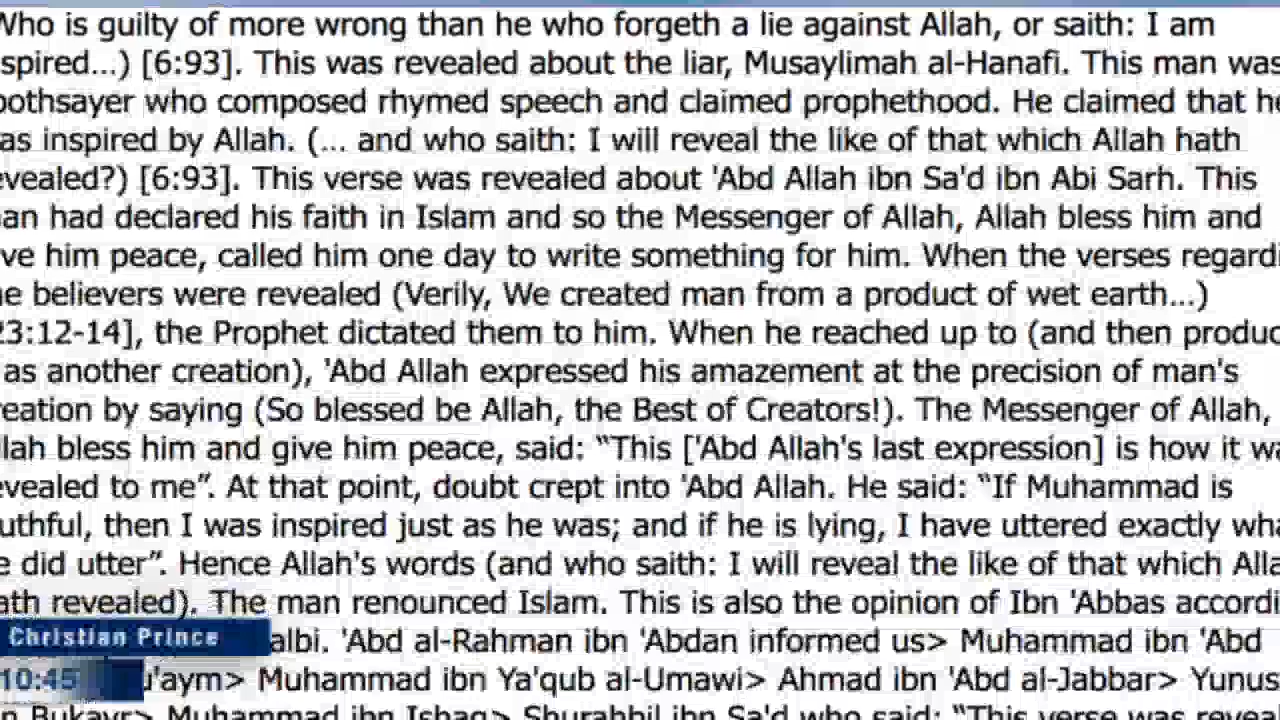 Who is guilty of more wrong than he who forgeth a lie against Allah, or saith: I am
spired...) [6:93]. This was revealed about the liar, Musaylimah al-Hanafi. This man was
oothsayer who composed rhymed speech and claimed prophethood. He claimed that he
as inspired by Allah. (... and who saith: I will reveal the like of that which Allah hath
evealed?) [6:93]. This verse was revealed about 'Abd Allah ibn Sa'd ibn Abi Sarh. This
an had declared his faith in Islam and so the Messenger of Allah, Allah bless him and
ve him peace, called him one day to write something for him. When the verses regardi
e believers were revealed (Verily, We created man from a product of wet earth...)
23:12-14], the Prophet dictated them to him. When he reached up to (and then produc
as another creation), 'Abd Allah expressed his amazement at the precision of man's
reation by saying (So blessed be Allah, the Best of Creators!). The Messenger of Allah,
llah bless him and give him peace, said: “This ['Abd Allah's last expression] is how it wa
evealed to me”. At that point, doubt crept into 'Abd Allah. He said: “If Muhammad is
uthful, then I was inspired just as he was; and if he is lying, I have uttered exactly wha
e did utter”. Hence Allah's words (and who saith: I will reveal the like of that which Alla
ath revealed). The man renounced Islam. This is also the opinion of Ibn 'Abbas accordi
Christian Prince
albi. 'Abd al-Rahman ibn 'Abdan informed us> Muhammad ibn 'Abd
10:45
u'aym> Muhammad ibn Ya'qub al-Umawi> Ahmad ibn 'Abd al-Jabbar> Yunus
n Bukayr> Muhammad ibn Ishaq> Shurahbil ibn Sa'd who said: “This verse was reveal